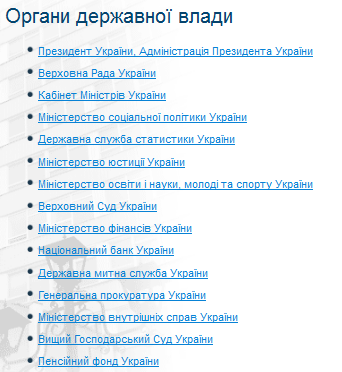 Органи державної влади
Президент України, Адміністрація Президента України
Верховна Рада України
Кабінет Міністрів України
Міністерство соціальної політики України
Державна служба статистики України
Міністерство юстиції України
Міністерство освіти і науки, молоді та спорту України
Верховний Суд України
Міністерство фінансів України
Національний банк України
Державна митна служба України
Генеральна прокуратура України
Міністерство внутрішніх справ України
Вищий Господарський Суд України
Пенсійний фонд України